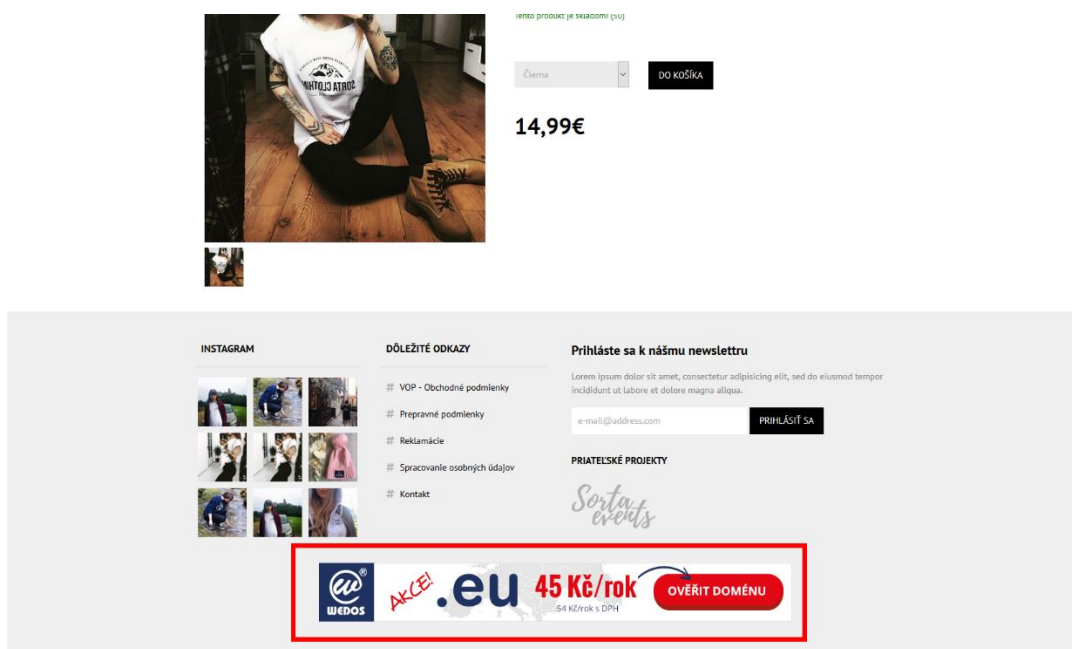 Tento produkt je skladom! (50)
Čierna
DO KOŠÍKA
14,99€
SORTA CLOTHIN
INSTAGRAM
DÔLEŽITÉ ODKAZY
# VOP - Obchodné podmienky
# Prepravné podmienky
# Reklamácie
# Spracovanie osobných údajov
# Kontakt
Prihláste sa k nášmu newslettru
Lorem ipsum dolor sit amet, consectetur adipisicing elit, sed do eiusmod tempor
incididunt ut labore et dolore magna aliqua.
e-mail@address.com
PRIHLÁSIŤ SA
PRIATEĽSKÉ PROJEKTY
Sorta
events
WEDOS
AKCE!
.eu
45 Kč/rok
54 Kč/rok s DPH
OVĚŘIT DOMÉNU